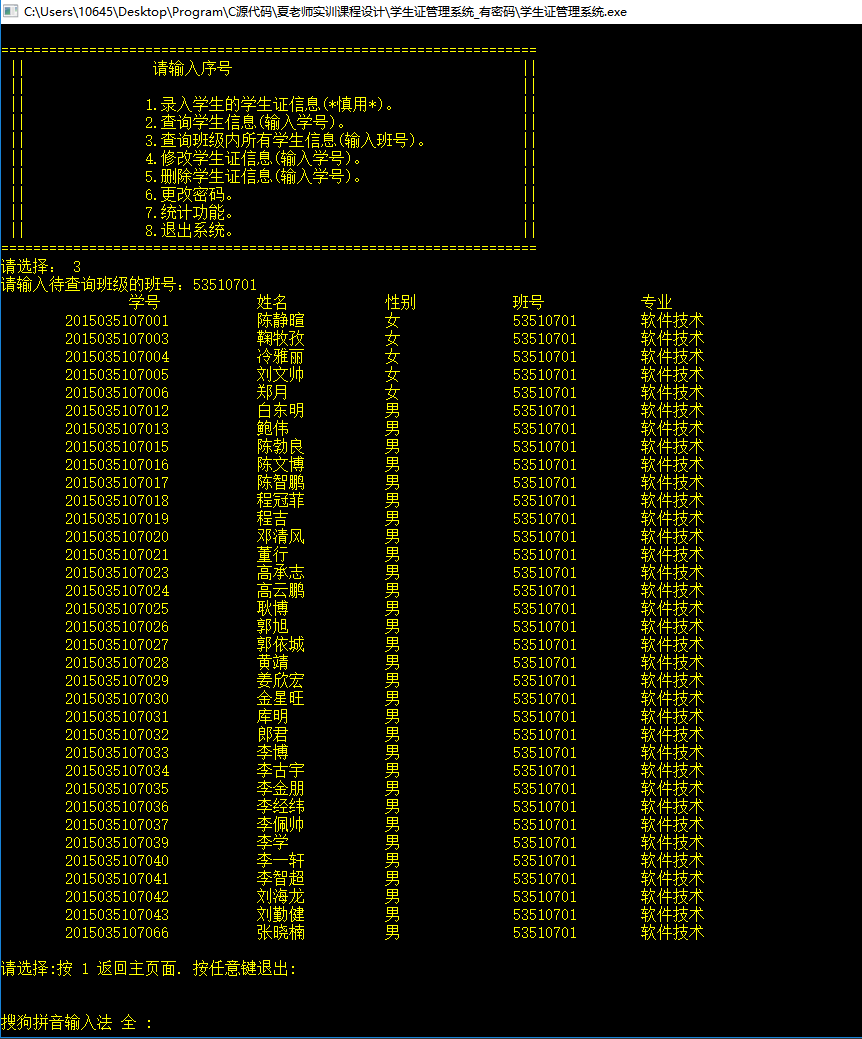 C:\Users\10645\Desktop\Program\C源代码\夏老师实训课程设计\学生证管理系统_有密码\学生证管理系统.exe
===================================================================
||                请输入序号                                    ||
||                                                              ||
||               1.录入学生的学生证信息(*慎用*)。               ||
||               2.查询学生信息(输入学号)。                     ||
||               3.查询班级内所有学生信息(输入班号)。           ||
||               4.修改学生证信息(输入学号)。                   ||
||               5.删除学生证信息(输入学号)。                   ||
||               6.更改密码。                                   ||
||               7.统计功能。                                   ||
||               8.退出系统。                                   ||
===================================================================
请选择： 3
请输入待查询班级的班号：53510701
学号 姓名 性别 班号 专业
2015035107001 陈静暄 女 53510701 软件技术
2015035107003 鞠牧孜 女 53510701 软件技术
2015035107004 冷雅丽 女 53510701 软件技术
2015035107005 刘文帅 女 53510701 软件技术
2015035107006 郑月 女 53510701 软件技术
2015035107012 白东明 男 53510701 软件技术
2015035107013 鲍伟 男 53510701 软件技术
2015035107015 陈勃良 男 53510701 软件技术
2015035107016 陈文博 男 53510701 软件技术
2015035107017 陈智鹏 男 53510701 软件技术
2015035107018 程冠菲 男 53510701 软件技术
2015035107019 程吉 男 53510701 软件技术
2015035107020 邓清风 男 53510701 软件技术
2015035107021 董行 男 53510701 软件技术
2015035107023 高承志 男 53510701 软件技术
2015035107024 高云鹏 男 53510701 软件技术
2015035107025 耿博 男 53510701 软件技术
2015035107026 郭旭 男 53510701 软件技术
2015035107027 郭依城 男 53510701 软件技术
2015035107028 黄靖 男 53510701 软件技术
2015035107029 姜欣宏 男 53510701 软件技术
2015035107030 金星旺 男 53510701 软件技术
2015035107031 库明 男 53510701 软件技术
2015035107032 郎君 男 53510701 软件技术
2015035107033 李博 男 53510701 软件技术
2015035107034 李古宇 男 53510701 软件技术
2015035107035 李金朋 男 53510701 软件技术
2015035107036 李经纬 男 53510701 软件技术
2015035107037 李佩帅 男 53510701 软件技术
2015035107039 李学 男 53510701 软件技术
2015035107040 李一轩 男 53510701 软件技术
2015035107041 李智超 男 53510701 软件技术
2015035107042 刘海龙 男 53510701 软件技术
2015035107043 刘勤健 男 53510701 软件技术
2015035107066 张晓楠 男 53510701 软件技术
请选择:按 1 返回主页面. 按任意键退出:
搜狗拼音输入法 全 :